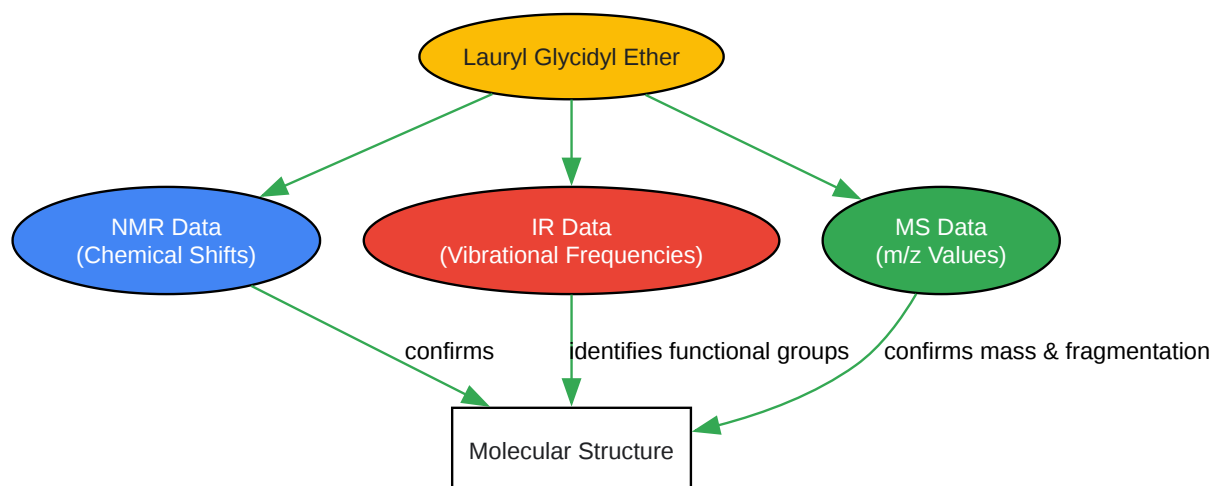 Lauryl Glycidyl Ether
NMR Data
(Chemical Shifts)
IR Data
(Vibrational Frequencies)
MS Data
(m/z Values)
confirms
identifies functional groups
confirms mass & fragmentation
Molecular Structure